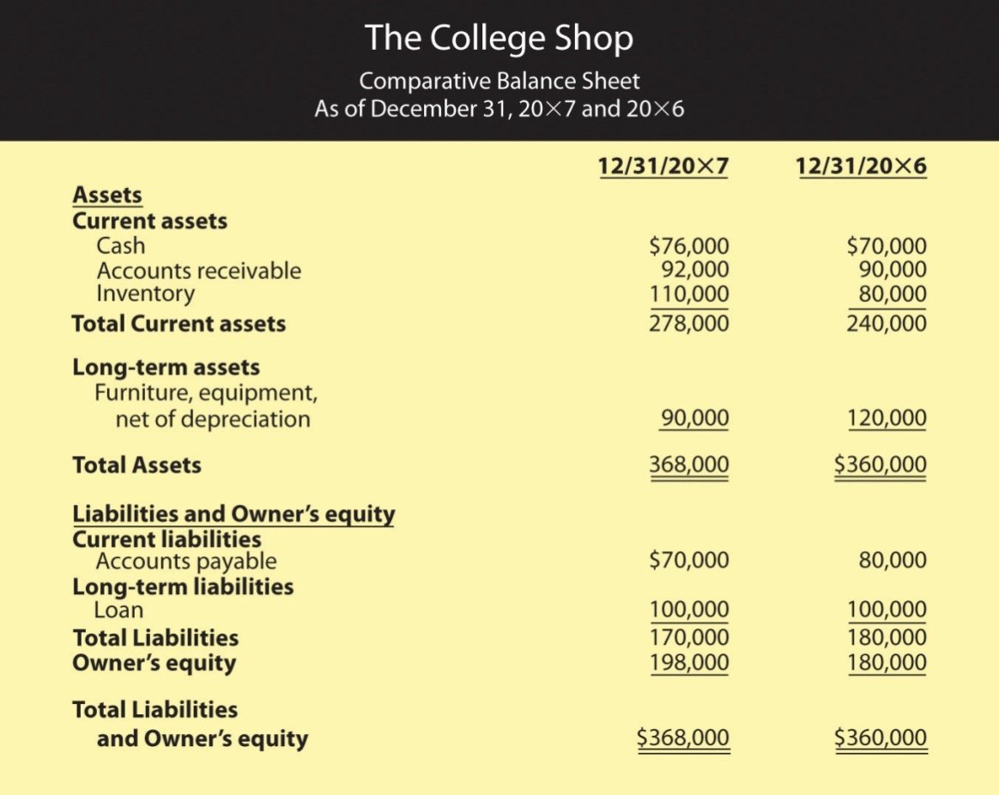 The College Shop
Comparative Balance Sheet
As of December 31, 20×7 and 20×6
12/31/20×7 12/31/20×6
Assets
Current assets
Cash $76,000 $70,000
Accounts receivable 92,000 90,000
Inventory 110,000 80,000
Total Current assets 278,000 240,000
Long-term assets
Furniture, equipment,
net of depreciation 90,000 120,000
Total Assets 368,000 $360,000
Liabilities and Owner’s equity
Current liabilities
Accounts payable $70,000 80,000
Long-term liabilities
Loan 100,000 100,000
Total Liabilities 170,000 180,000
Owner’s equity 198,000 180,000
Total Liabilities
and Owner’s equity $368,000 $360,000